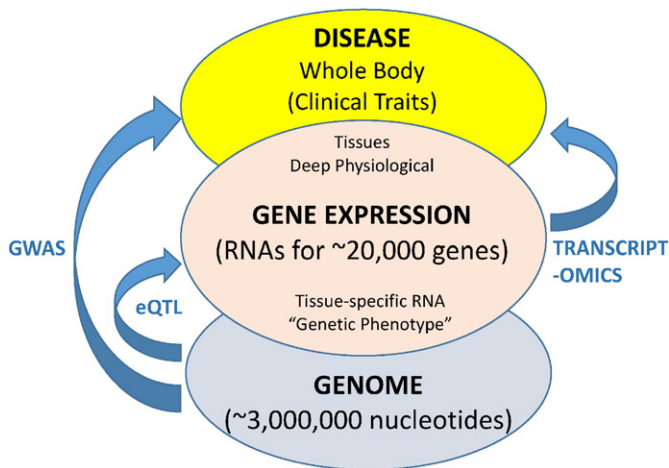 DISEASE
Whole Body
(Clinical Traits)
Tissues
Deep Physiological
GENE EXPRESSION
(RNAs for ~20,000 genes)
GWAS
TRANSCRIPT
-OMICS
eQTL
Tissue-specific RNA
“Genetic Phenotype”
GENOME
(~3,000,000 nucleotides)